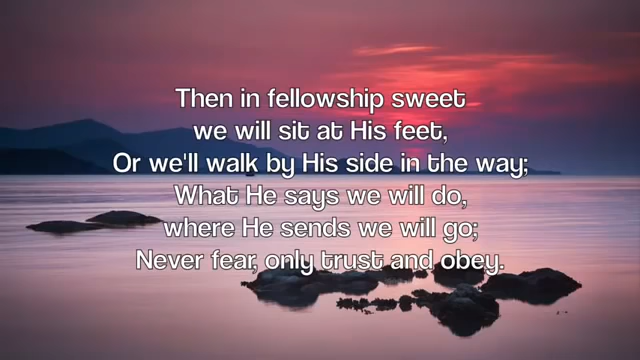 Then in fellowship sweet
we will sit at His feet,
Or we'll walk by His side in the way;
What He says we will do,
where He sends we will go;
Never fear, only trust and obey.